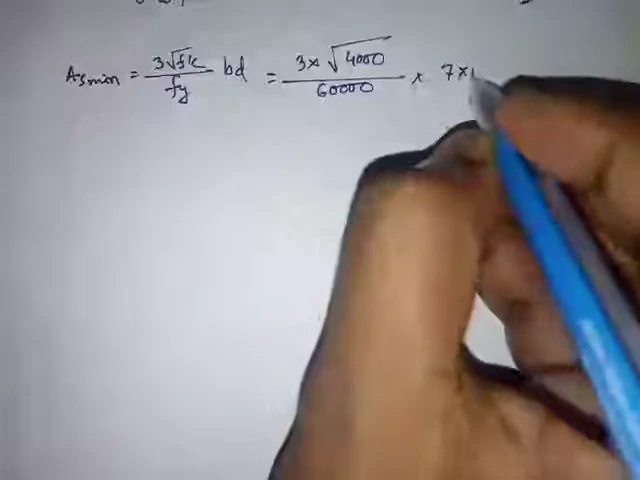 As min = 3√f'c / fy bd = 3× √4000 / 60000 × 7×